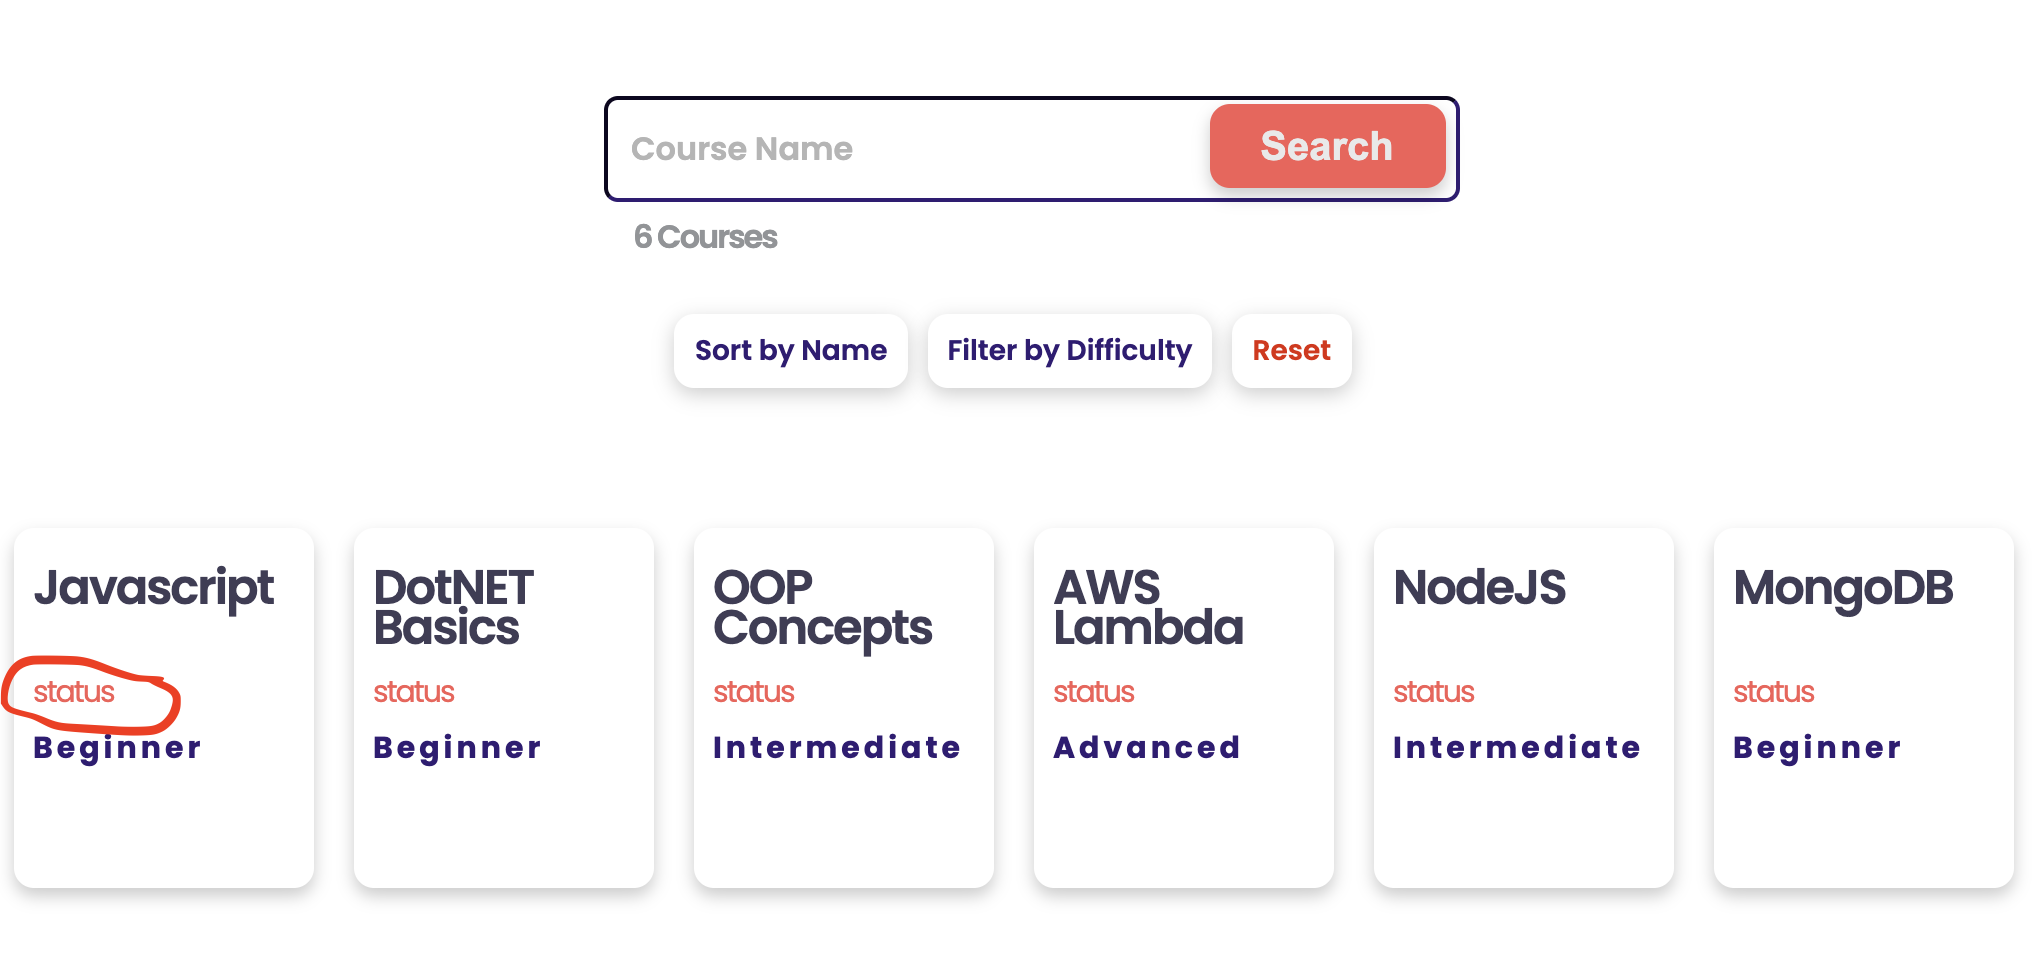 Course Name
Search
6 Courses
Sort by Name
Filter by Difficulty
Reset
Javascript
status
Beginner
DotNET
Basics
status
Beginner
OOP
Concepts
status
Intermediate
AWS
Lambda
status
Advanced
NodeJS
status
Intermediate
MongoDB
status
Beginner